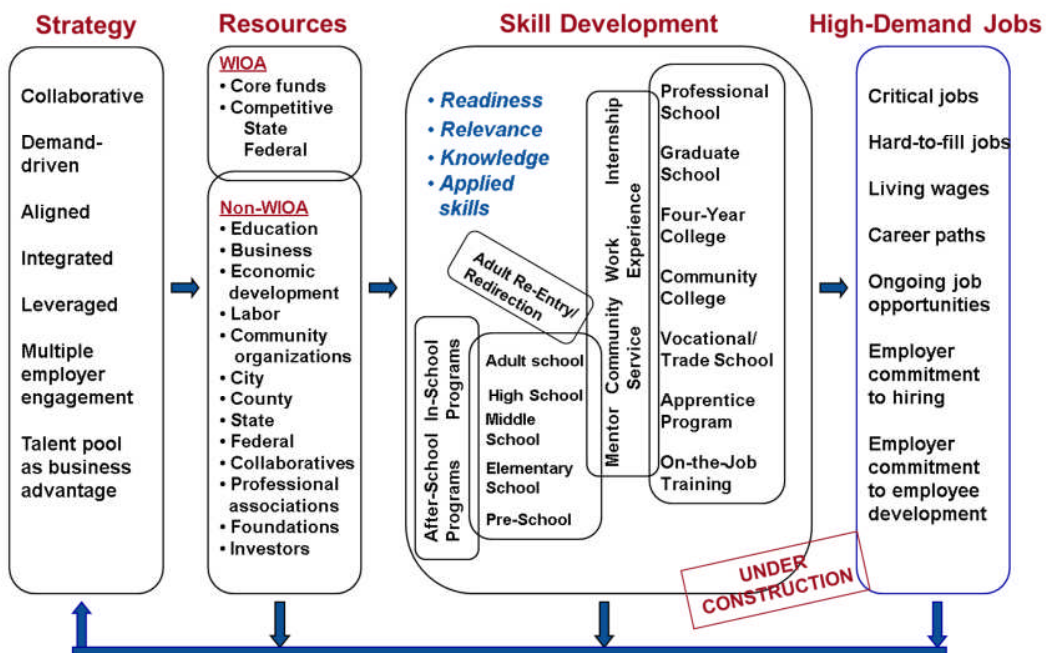 Strategy
Collaborative
Demand-
driven
Aligned
Integrated
Leveraged
Multiple
employer
engagement
Talent pool
as business
advantage
Resources
WIOA
• Core funds
• Competitive
State
Federal
Non-WIOA
• Education
• Business
• Economic
development
• Labor
• Community
organizations
• City
• County
• State
• Federal
• Collaboratives
• Professional
associations
• Foundations
• Investors
Skill Development
• Readiness
• Relevance
• Knowledge
• Applied
skills
Adult Re-Entry/
Redirection
After-School In-School
Programs Programs
Adult school
High School
Middle
School
Elementary
School
Pre-School
Mentor Community Work Internship
Service Experience
Professional
School
Graduate
School
Four-Year
College
Community
College
Vocational/
Trade School
Apprentice
Program
On-the-Job
Training
UNDER
CONSTRUCTION
High-Demand Jobs
Critical jobs
Hard-to-fill jobs
Living wages
Career paths
Ongoing job
opportunities
Employer
commitment
to hiring
Employer
commitment
to employee
development